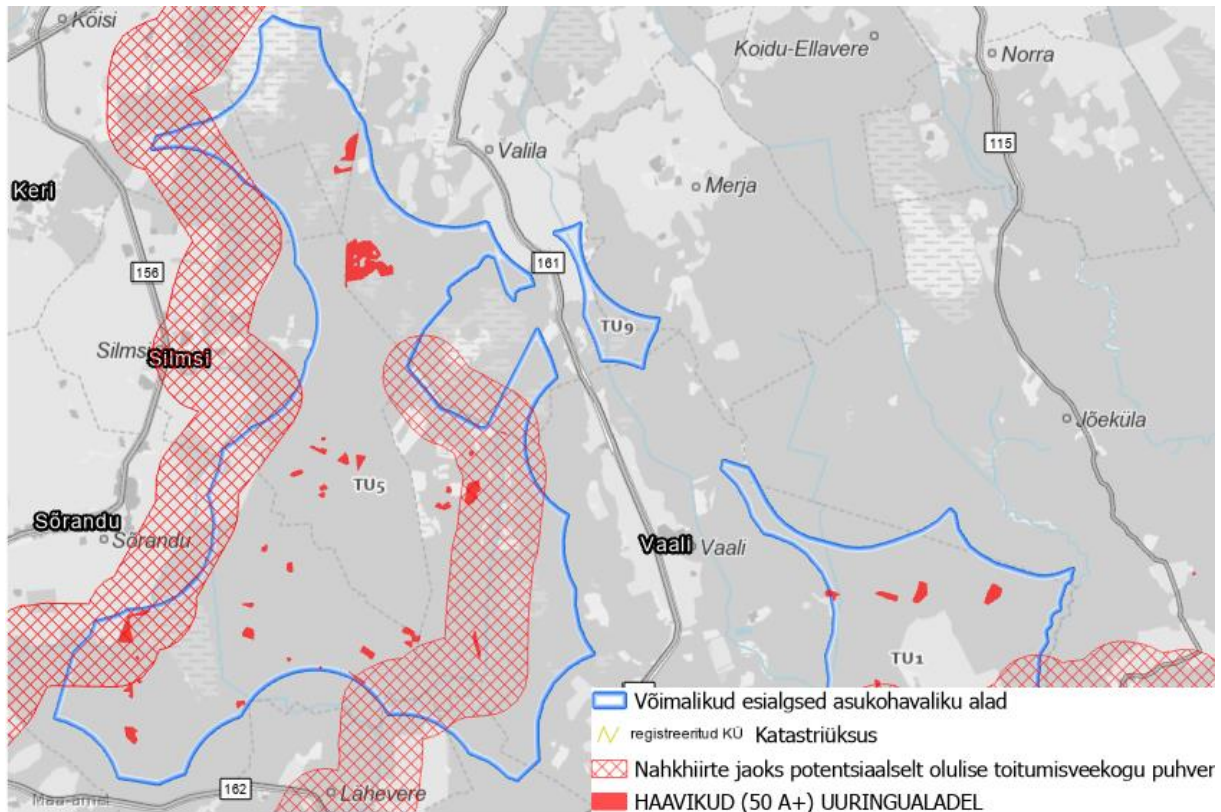 Köisi
Koidu-Ellavere
Norra
115
Valila
Keri
Merja
161
156
TU9
Silmsi
Silmsi
Jõeküla
TU5
Sõrandu
Sõrandu
Vaali
Vaali
TU1
162
Lahevere
Maa-amet
Võimalikud esialgsed asukohavaliku alad
registreeritud KÜ Katastriüksus
Nahkhiirte jaoks potentsiaalselt olulise toitumisveekogu puhver
HAAVIKUD (50 A+) UURINGUALADEL